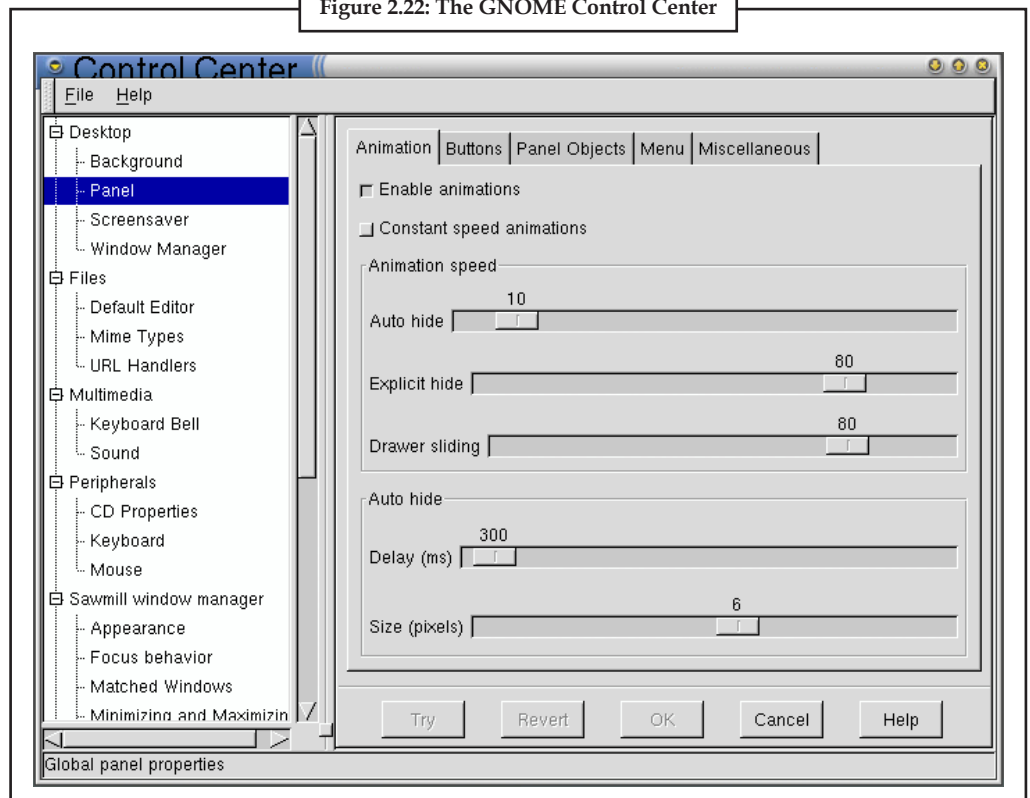 Figure 2.22: The GNOME Control Center
Control Center
File Help
Desktop
Background
Panel
Screensaver
Window Manager
Files
Default Editor
Mime Types
URL Handlers
Multimedia
Keyboard Bell
Sound
Peripherals
CD Properties
Keyboard
Mouse
Sawmill window manager
Appearance
Focus behavior
Matched Windows
Minimizing and Maximizin
Animation Buttons Panel Objects Menu Miscellaneous
Enable animations
Constant speed animations
Animation speed
10
Auto hide
80
Explicit hide
80
Drawer sliding
Auto hide
300
Delay (ms)
6
Size (pixels)
Try Revert OK Cancel Help
Global panel properties